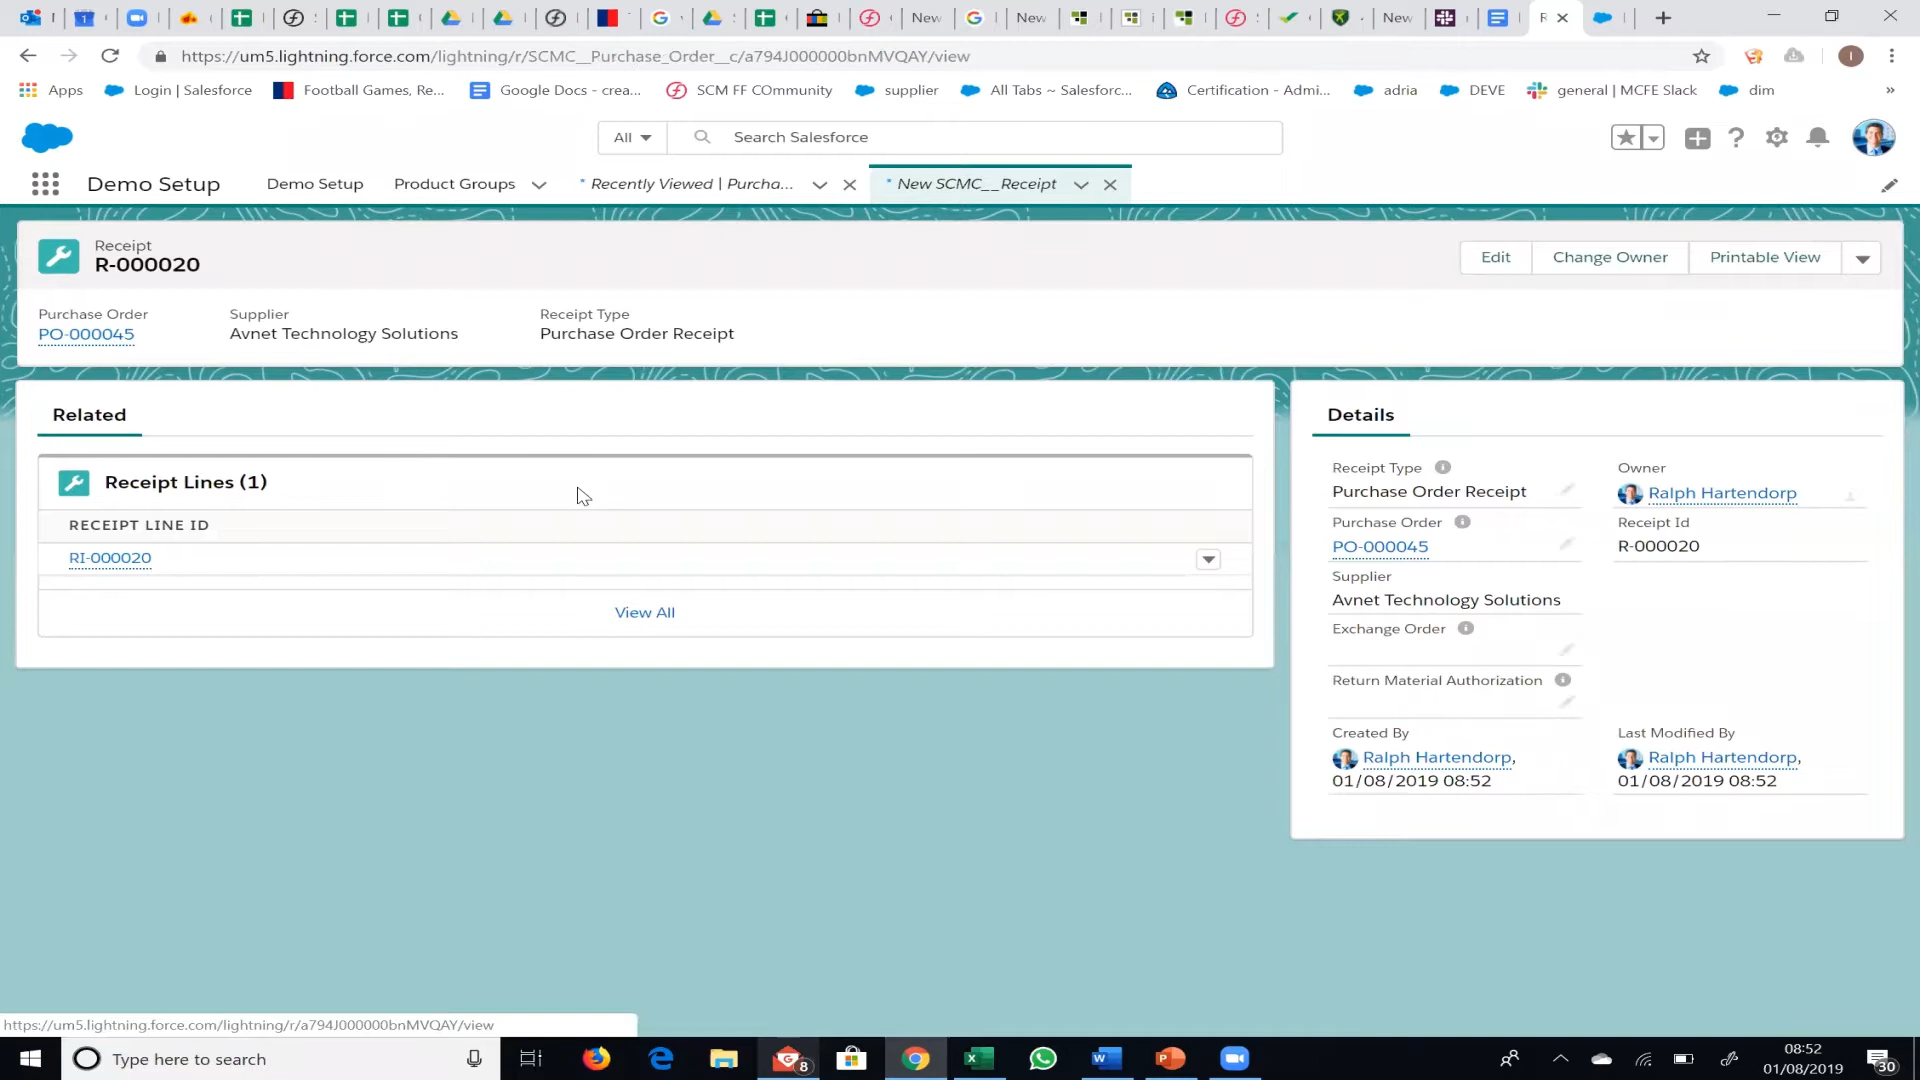 New
New
New
R
https://um5.lightning.force.com/lightning/r/SCMC__Purchase_Order__c/a794J000000bnMVQAY/view
Apps
Login | Salesforce
Football Games, Re...
Google Docs - crea...
SCM FF COmmunity
supplier
All Tabs ~ Salesforc...
Certification - Admi...
adria
DEVE
general | MCFE Slack
dim
»
All
Search Salesforce
Demo Setup
Demo Setup
Product Groups
* Recently Viewed | Purcha...
* New SCMC__Receipt
Receipt
R-000020
Edit
Change Owner
Printable View
Purchase Order
PO-000045
Supplier
Avnet Technology Solutions
Receipt Type
Purchase Order Receipt
Related
Receipt Lines (1)
RECEIPT LINE ID
RI-000020
View All
Details
Receipt Type
Purchase Order Receipt
Owner
Ralph Hartendorp
Purchase Order
PO-000045
Receipt Id
R-000020
Supplier
Avnet Technology Solutions
Exchange Order
Return Material Authorization
Created By
Ralph Hartendorp,
01/08/2019 08:52
Last Modified By
Ralph Hartendorp,
01/08/2019 08:52
https://um5.lightning.force.com/lightning/r/a794J000000bnMVQAY/view
Type here to search
8
08:52
01/08/2019
30